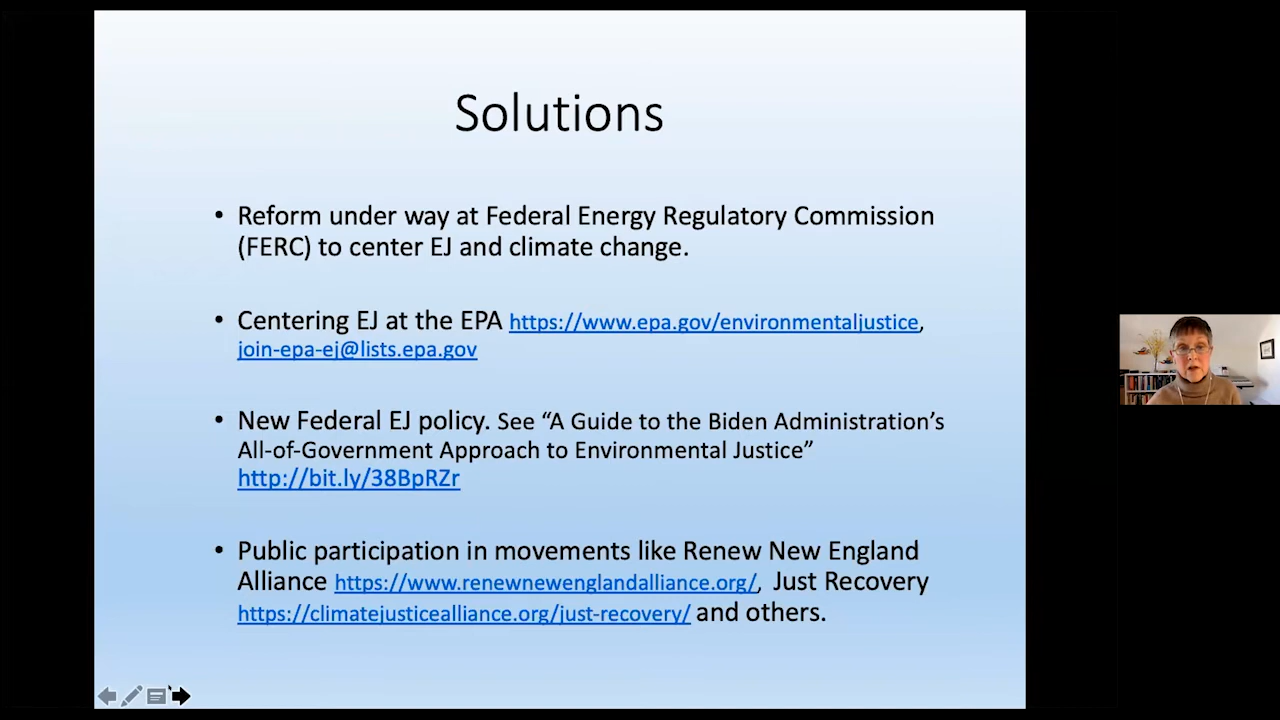 Solutions
• Reform under way at Federal Energy Regulatory Commission
(FERC) to center EJ and climate change.
• Centering EJ at the EPA https://www.epa.gov/environmentaljustice,
join-epa-ej@lists.epa.gov
• New Federal EJ policy. See “A Guide to the Biden Administration’s
All-of-Government Approach to Environmental Justice”
http://bit.ly/38BpRZr
• Public participation in movements like Renew New England
Alliance https://www.renewnewenglandalliance.org/, Just Recovery
https://climatejusticealliance.org/just-recovery/ and others.